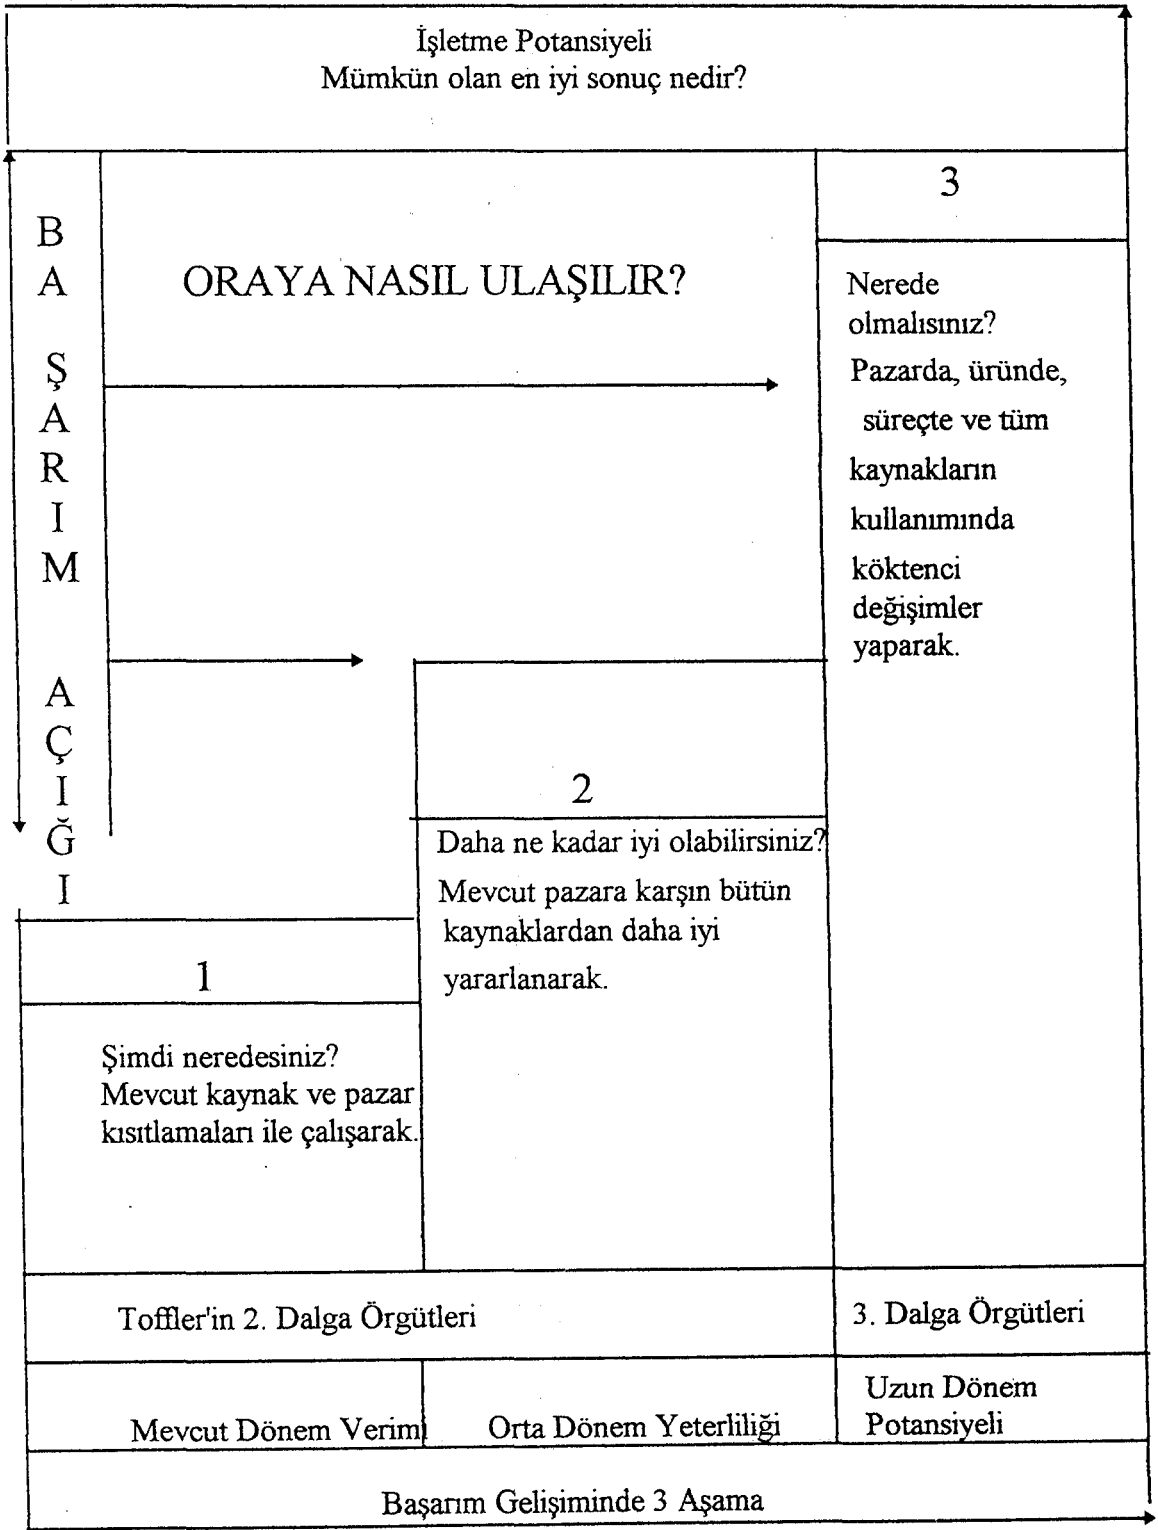 İşletme Potansiyeli
Mümkün olan en iyi sonuç nedir?
BAŞARIM AÇIĞI
ORAYA NASIL ULAŞILIR?
3
Nerede
olmalısınız?
Pazarda, üründe,
süreçte ve tüm
kaynakların
kullanımında
köktenci
değişimler
yaparak.
2
Daha ne kadar iyi olabilirsiniz?
Mevcut pazara karşın bütün
kaynaklardan daha iyi
yararlanarak.
1
Şimdi neredesiniz?
Mevcut kaynak ve pazar
kısıtlamaları ile çalışarak.
Toffler'in 2. Dalga Örgütleri
3. Dalga Örgütleri
Mevcut Dönem Verimi
Orta Dönem Yeterliliği
Uzun Dönem
Potansiyeli
Başarım Gelişiminde 3 Aşama